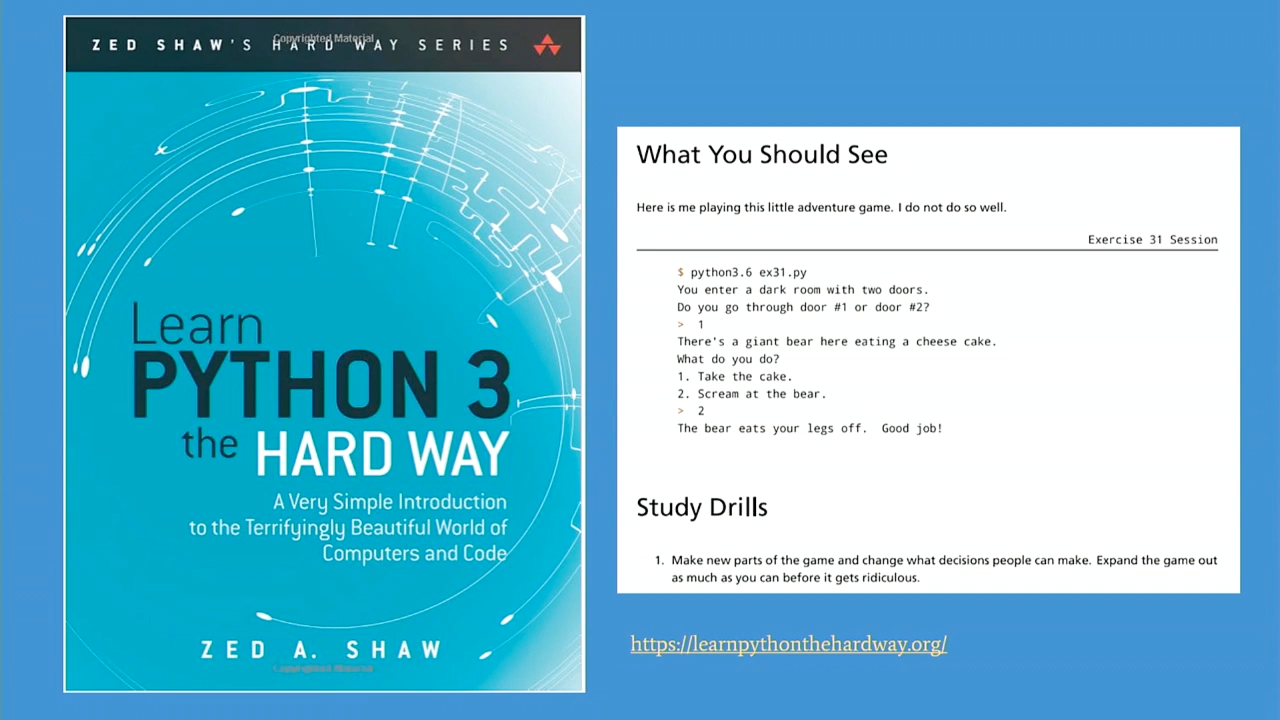 ZED SHAW'S HARD WAY SERIES
Copyrighted Material
Learn
PYTHON 3
the HARD WAY
A Very Simple Introduction
to the Terrifyingly Beautiful World of
Computers and Code
ZED A. SHAW
Copyrighted Material
What You Should See
Here is me playing this little adventure game. I do not do so well.
Exercise 31 Session
$ python3.6 ex31.py
You enter a dark room with two doors.
Do you go through door #1 or door #2?
> 1
There's a giant bear here eating a cheese cake.
What do you do?
1. Take the cake.
2. Scream at the bear.
> 2
The bear eats your legs off. Good job!
Study Drills
1. Make new parts of the game and change what decisions people can make. Expand the game out
as much as you can before it gets ridiculous.
https://learnpythonthehardway.org/